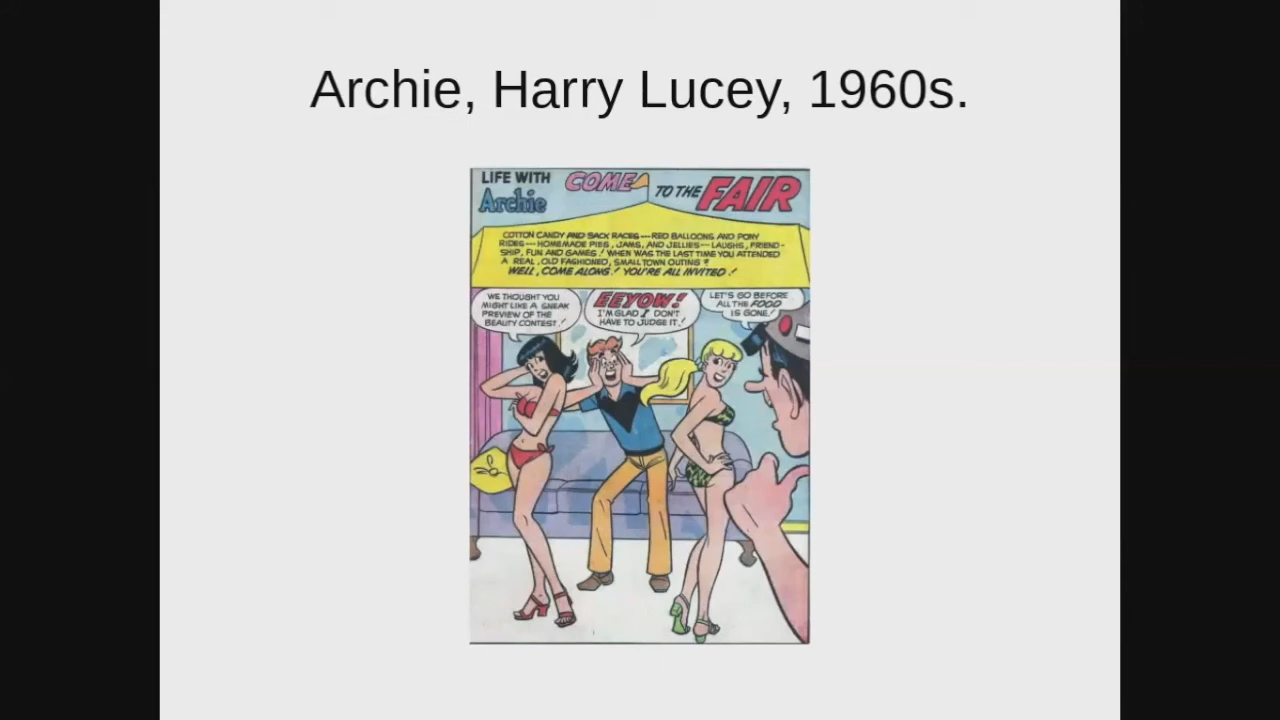 Archie, Harry Lucey, 1960s.
LIFE WITH
Archie
COME TO THE FAIR
COTTON CANDY AND SACK RACES---RED BALLOONS AND PONY
RIDES---HOMEMADE PIES, JAMS, AND JELLIES---LAUGHS, FRIEND-
SHIP, FUN AND GAMES! WHEN WAS THE LAST TIME YOU ATTENDED
A REAL, OLD FASHIONED, SMALL TOWN OUTING?
WELL, COME ALONG! YOU'RE ALL INVITED!
WE THOUGHT YOU
MIGHT LIKE A SNEAK
PREVIEW OF THE
BEAUTY CONTEST!
EEYOW!
I'M GLAD I DON'T
HAVE TO JUDGE IT!
LET'S GO BEFORE
ALL THE FOOD
IS GONE!